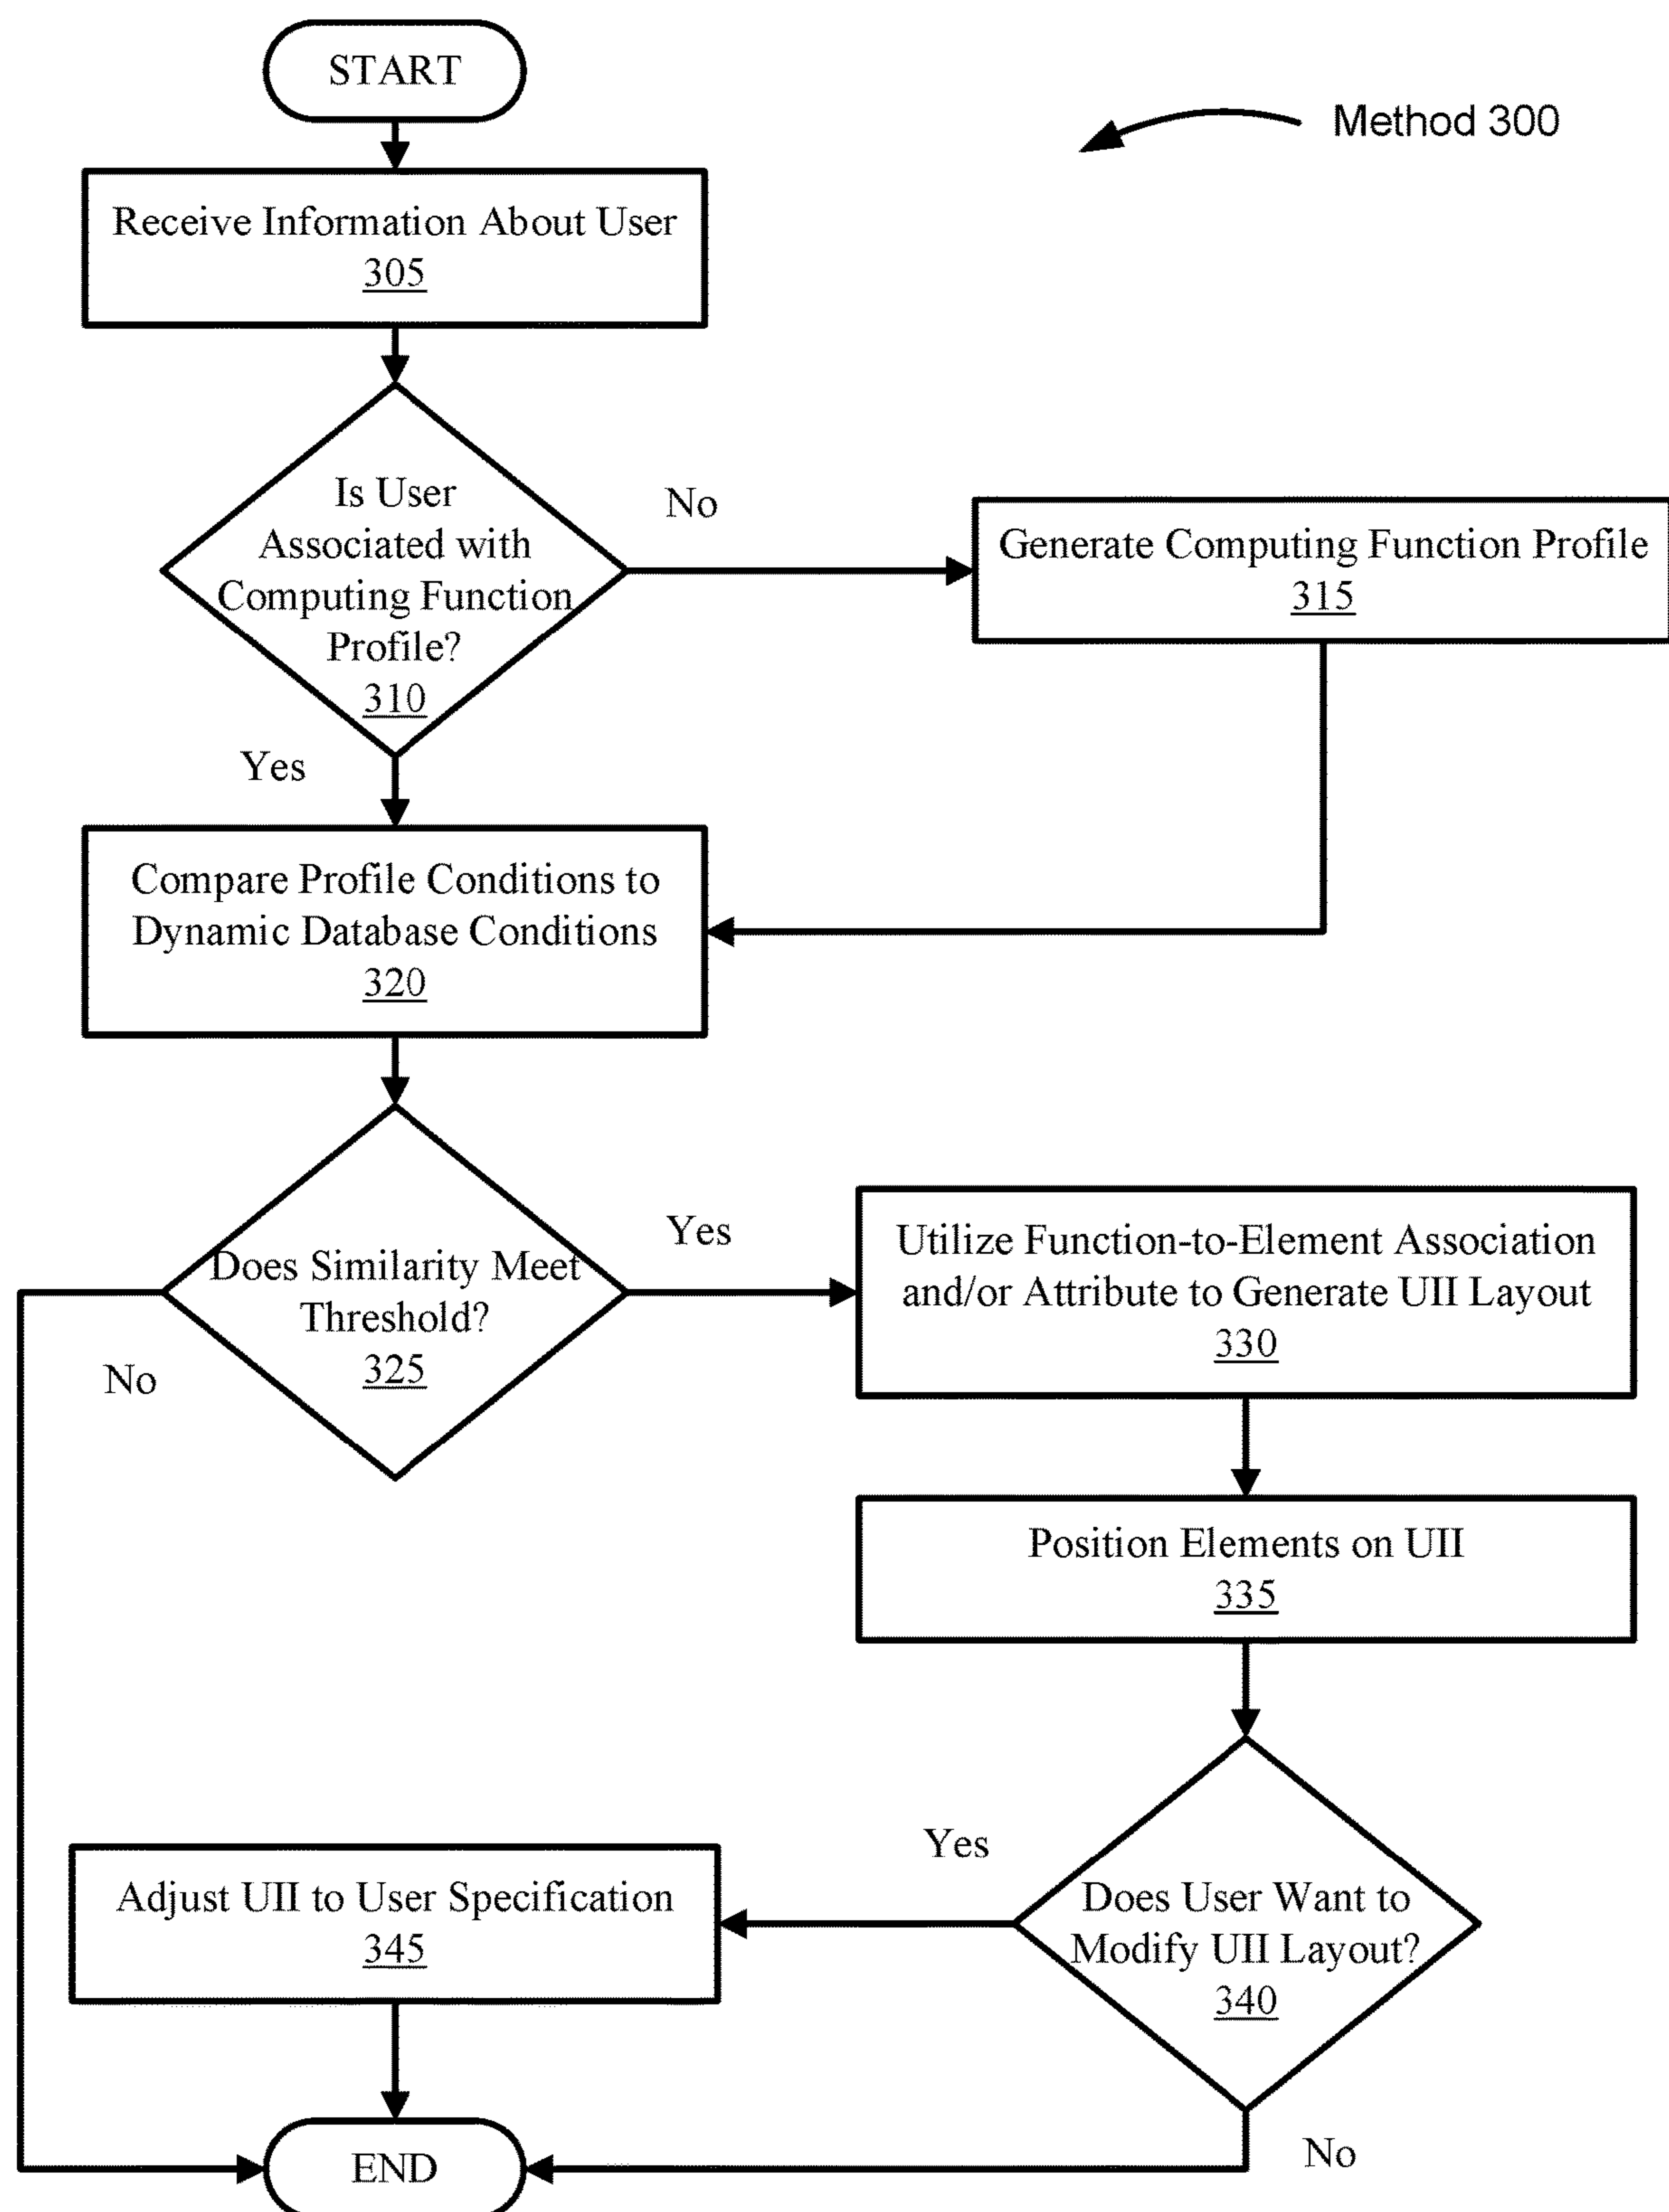 START
Method 300
Receive Information About User
305
Is User
Associated with
Computing Function
Profile?
310
No
Generate Computing Function Profile
315
Yes
Compare Profile Conditions to
Dynamic Database Conditions
320
Does Similarity Meet
Threshold?
325
Yes
No
Utilize Function-to-Element Association
and/or Attribute to Generate UII Layout
330
Position Elements on UII
335
Does User Want to
Modify UII Layout?
340
Yes
Adjust UII to User Specification
345
No
END